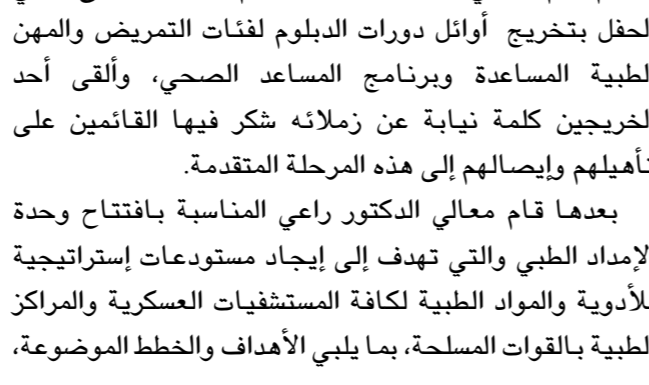 لحفل بتخريج أوائل دورات الدبلوم لفئات التمريض والمهن
لطبية المساعدة وبرنامج المساعد الصحي، وألقى أحد
لخريجين كلمة نيابة عن زملائه شكر فيها القائمين على
تأهيلهم وإيصالهم إلى هذه المرحلة المتقدمة.
بعدها قام معالي الدكتور راعي المناسبة بافتتاح وحدة
لإمداد الطبي والتي تهدف إلى إيجاد مستودعات إستراتيجية
للأدوية والمواد الطبية لكافة المستشفيات العسكرية والمراكز
لطبية بالقوات المسلحة، بما يلبي الأهداف والخطط الموضوعة،